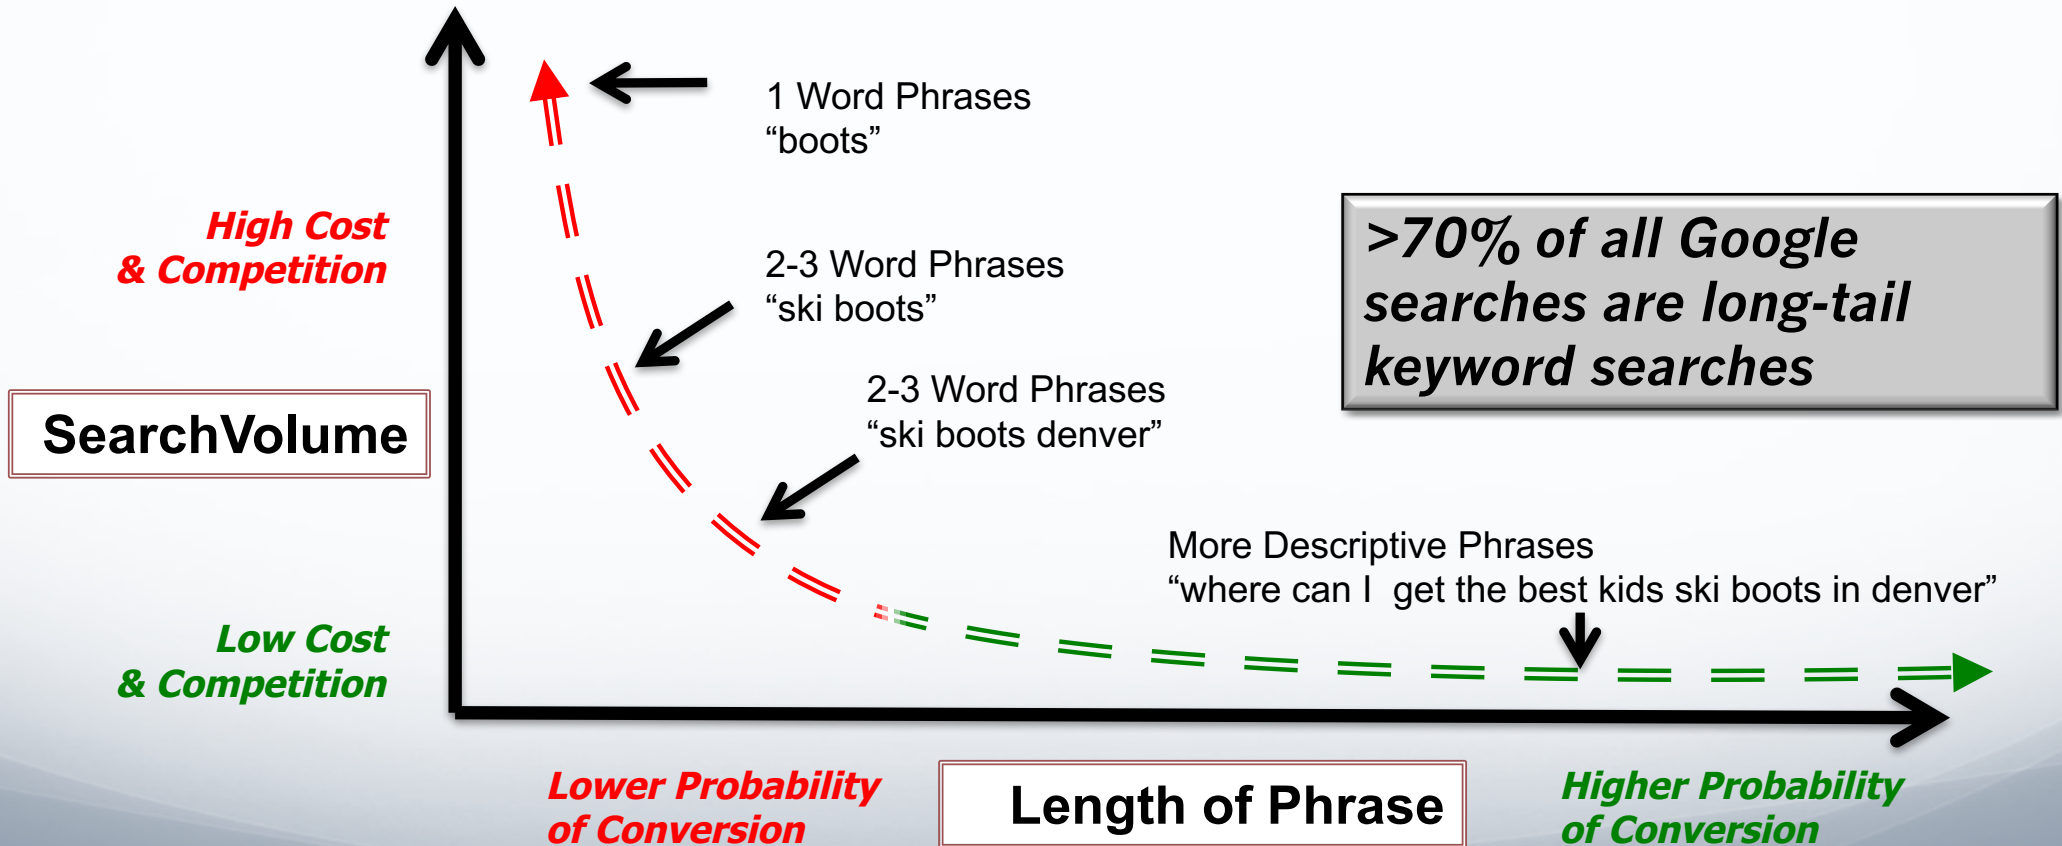 1 Word Phrases
“boots”
High Cost
& Competition
2-3 Word Phrases
“ski boots”
>70% of all Google
searches are long-tail
keyword searches
2-3 Word Phrases
“ski boots denver”
SearchVolume
More Descriptive Phrases
“where can I  get the best kids ski boots in denver”
Low Cost
& Competition
Lower Probability
of Conversion
Length of Phrase
Higher Probability
of Conversion